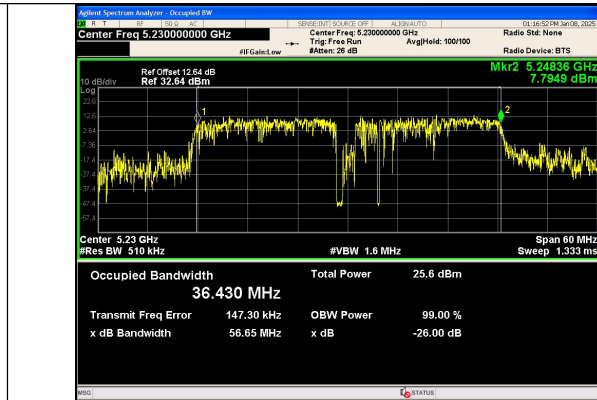 Agilent Spectrum Analyzer - Occupied BW
R T RF 50 Ω AC SENSE:INT SOURCE OFF ALIGNAUTO 01:16:52 PM Jan 08, 2025
Center Freq 5.230000000 GHz Center Freq: 5.230000000 GHz Radio Std: None
Trig: Free Run Avg|Hold: 100/100
#IFGain:Low #Atten: 26 dB Radio Device: BTS
Mkr2 5.24836 GHz
7.7949 dBm
Ref Offset 12.64 dB
10 dB/div Ref 32.64 dBm
Log
22.6
1 2
12.6
2.64
-7.36
-17.4
-27.4
-37.4
-47.4
-57.4
Center 5.23 GHz Span 60 MHz
#Res BW 510 kHz #VBW 1.6 MHz Sweep 1.333 ms
Occupied Bandwidth Total Power 25.6 dBm
36.430 MHz
Transmit Freq Error 147.30 kHz OBW Power 99.00 %
x dB Bandwidth 56.65 MHz x dB -26.00 dB
MSG STATUS